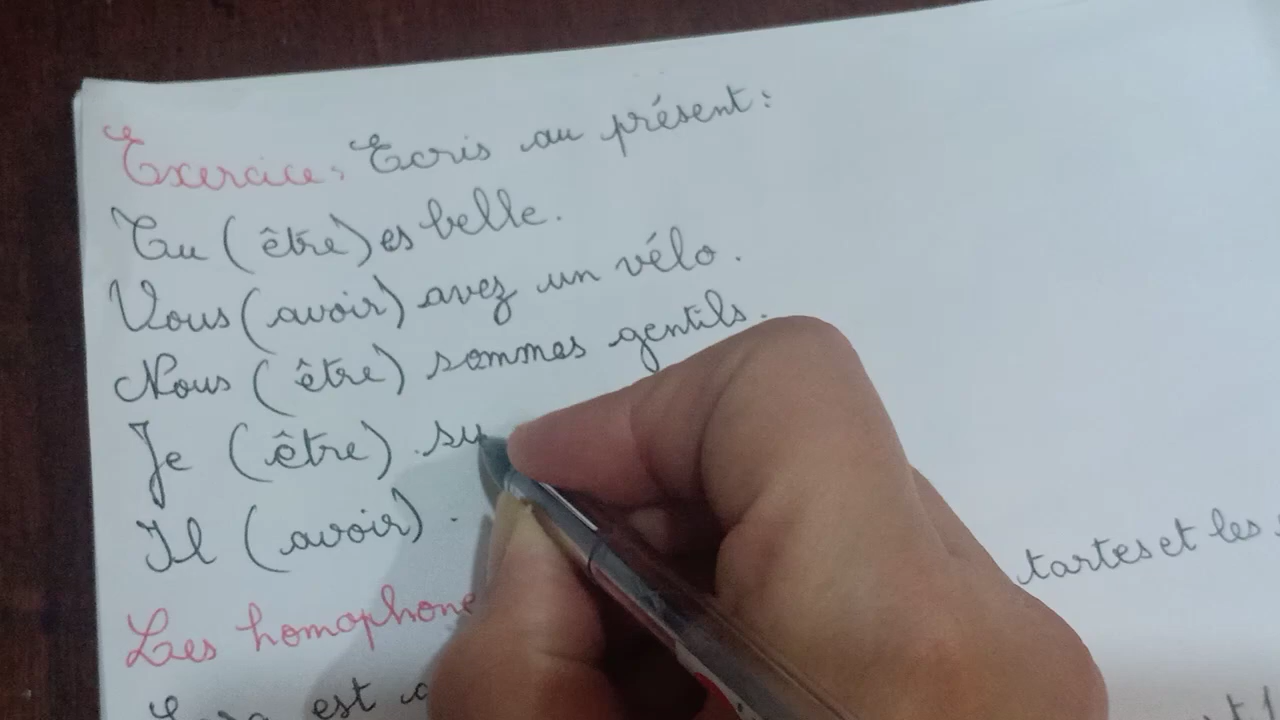 Exercice: Ecris au présent:
Tu (être) es belle.
Vous (avoir) avez un vélo.
Nous (être) sommes gentils.
Je (être) su
Il (avoir) .
tartes et les
Les homophone
est